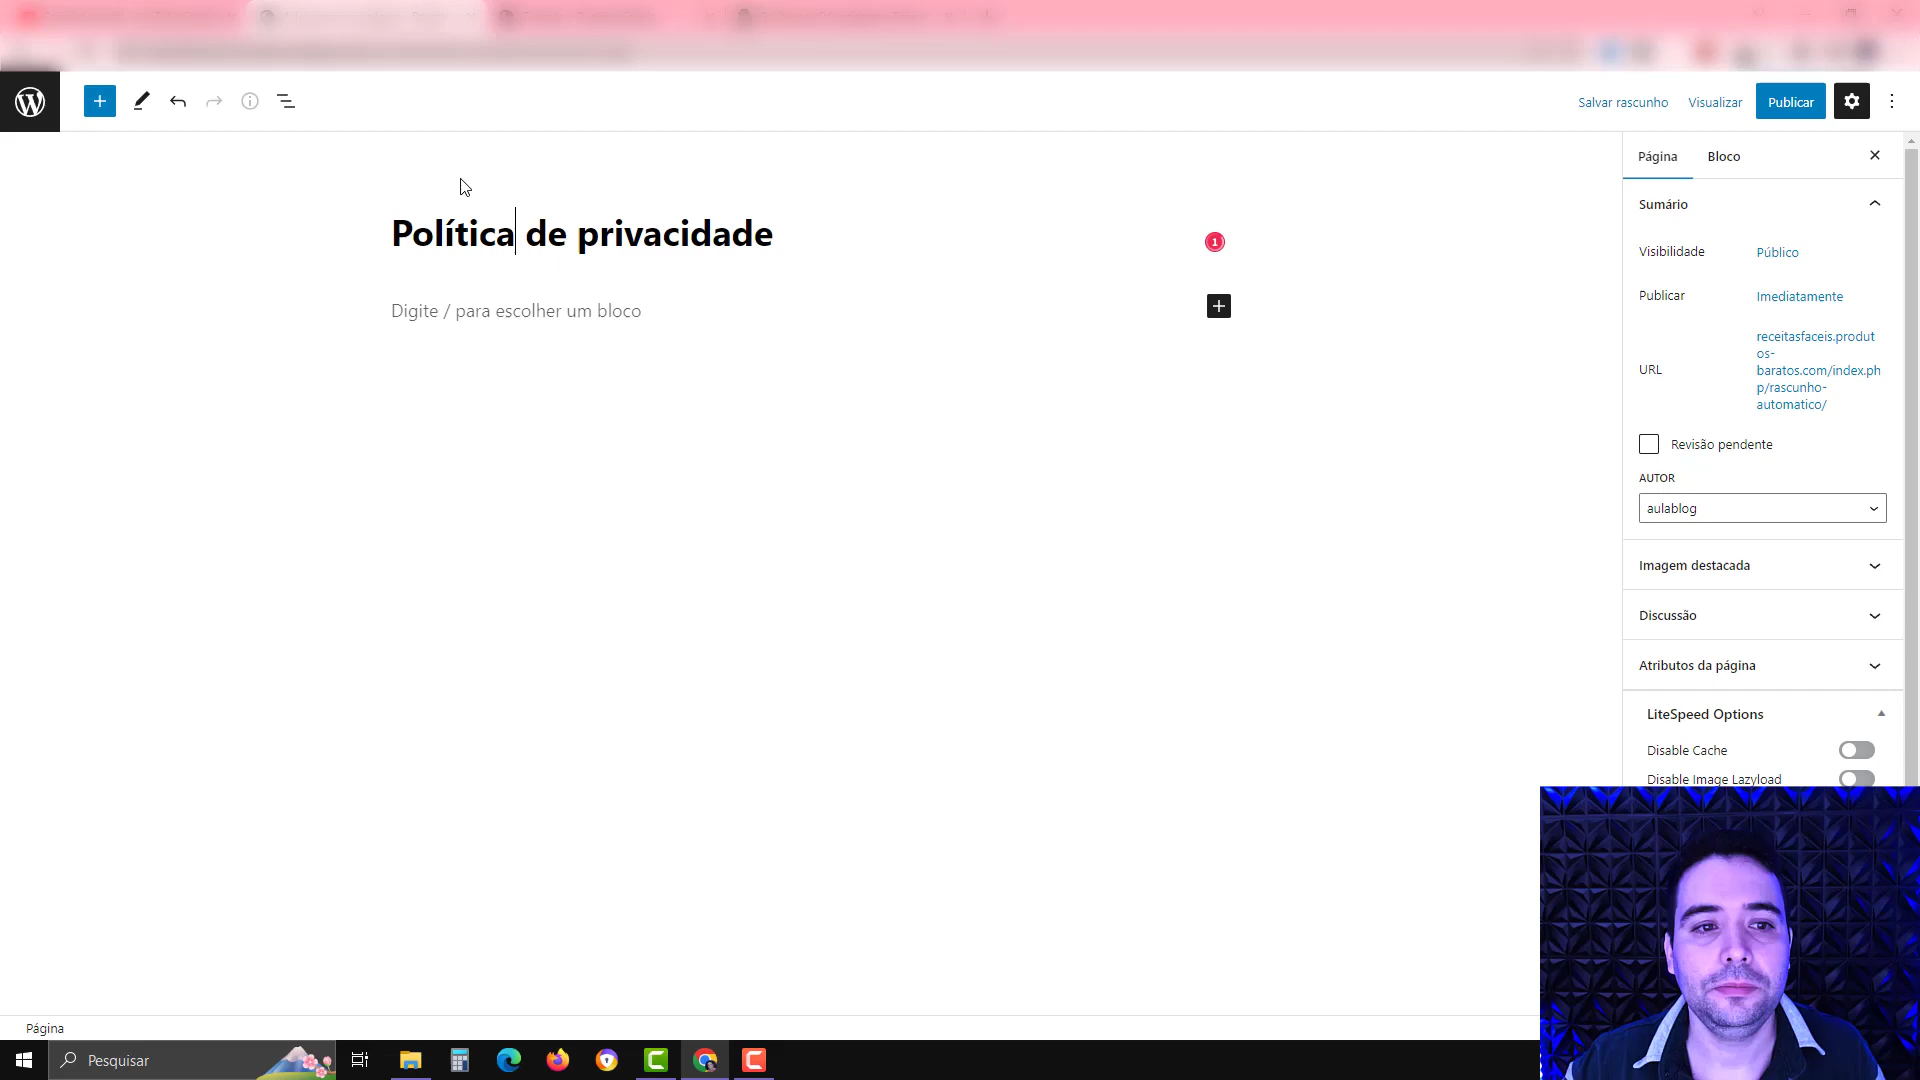 Salvar rascunho
Visualizar
Publicar
Página
Bloco
Política de privacidade
1
Digite / para escolher um bloco
Sumário
Visibilidade
Público
Publicar
Imediatamente
URL
receitasfaceis.produt
os-
baratos.com/index.ph
p/rascunho-
automatico/
Revisão pendente
AUTOR
aulablog
Imagem destacada
Discussão
Atributos da página
LiteSpeed Options
Disable Cache
Disable Image Lazyload
Página
Pesquisar